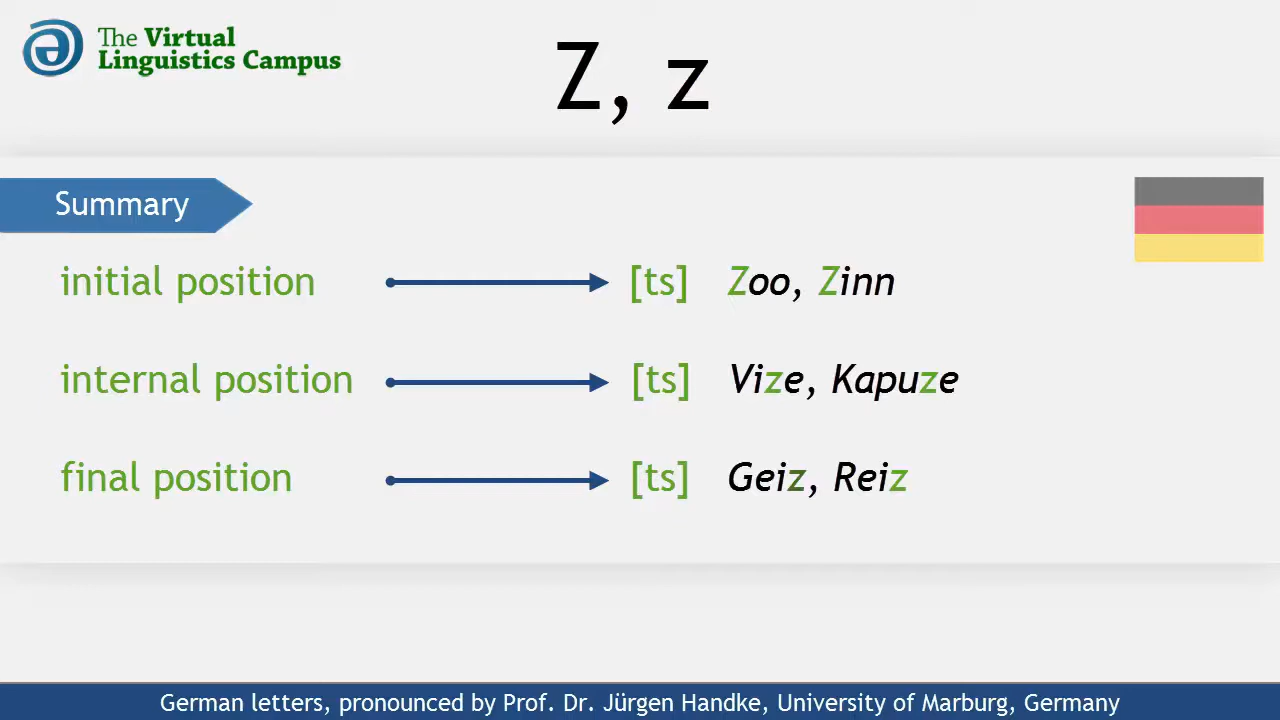 The Virtual
Linguistics Campus
Z, z
Summary
initial position [ts] Zoo, Zinn
internal position [ts] Vize, Kapuze
final position [ts] Geiz, Reiz
German letters, pronounced by Prof. Dr. Jürgen Handke, University of Marburg, Germany